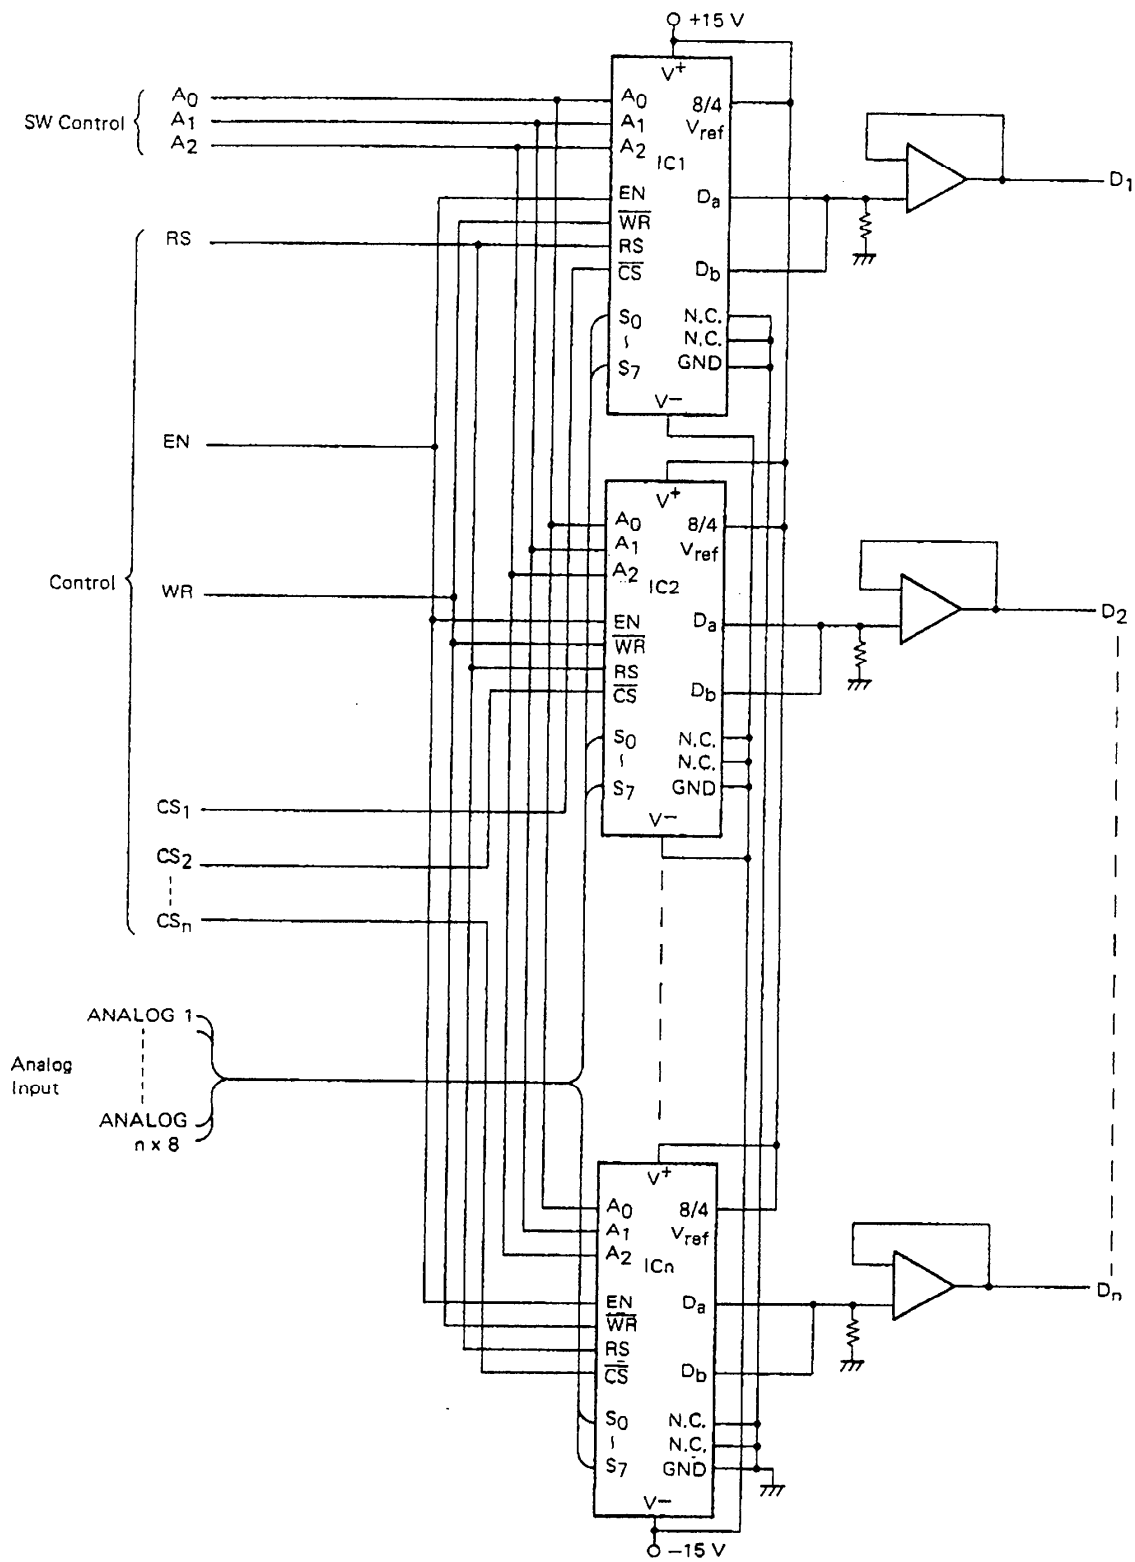 +15 V
SW Control
A0
A1
A2
RS
EN
Control
WR
CS1
CS2
CSn
ANALOG 1
Analog
Input
ANALOG
n x 8
V+
A0
A1
A2
IC1
EN
WR
RS
CS
S0
~
S7
8/4
Vref
Da
Db
N.C.
N.C.
GND
V−
D1
V+
A0
A1
A2
IC2
EN
WR
RS
CS
S0
~
S7
8/4
Vref
Da
Db
N.C.
N.C.
GND
V−
D2
V+
A0
A1
A2
ICn
EN
WR
RS
CS
S0
~
S7
8/4
Vref
Da
Db
N.C.
N.C.
GND
V−
Dn
−15 V